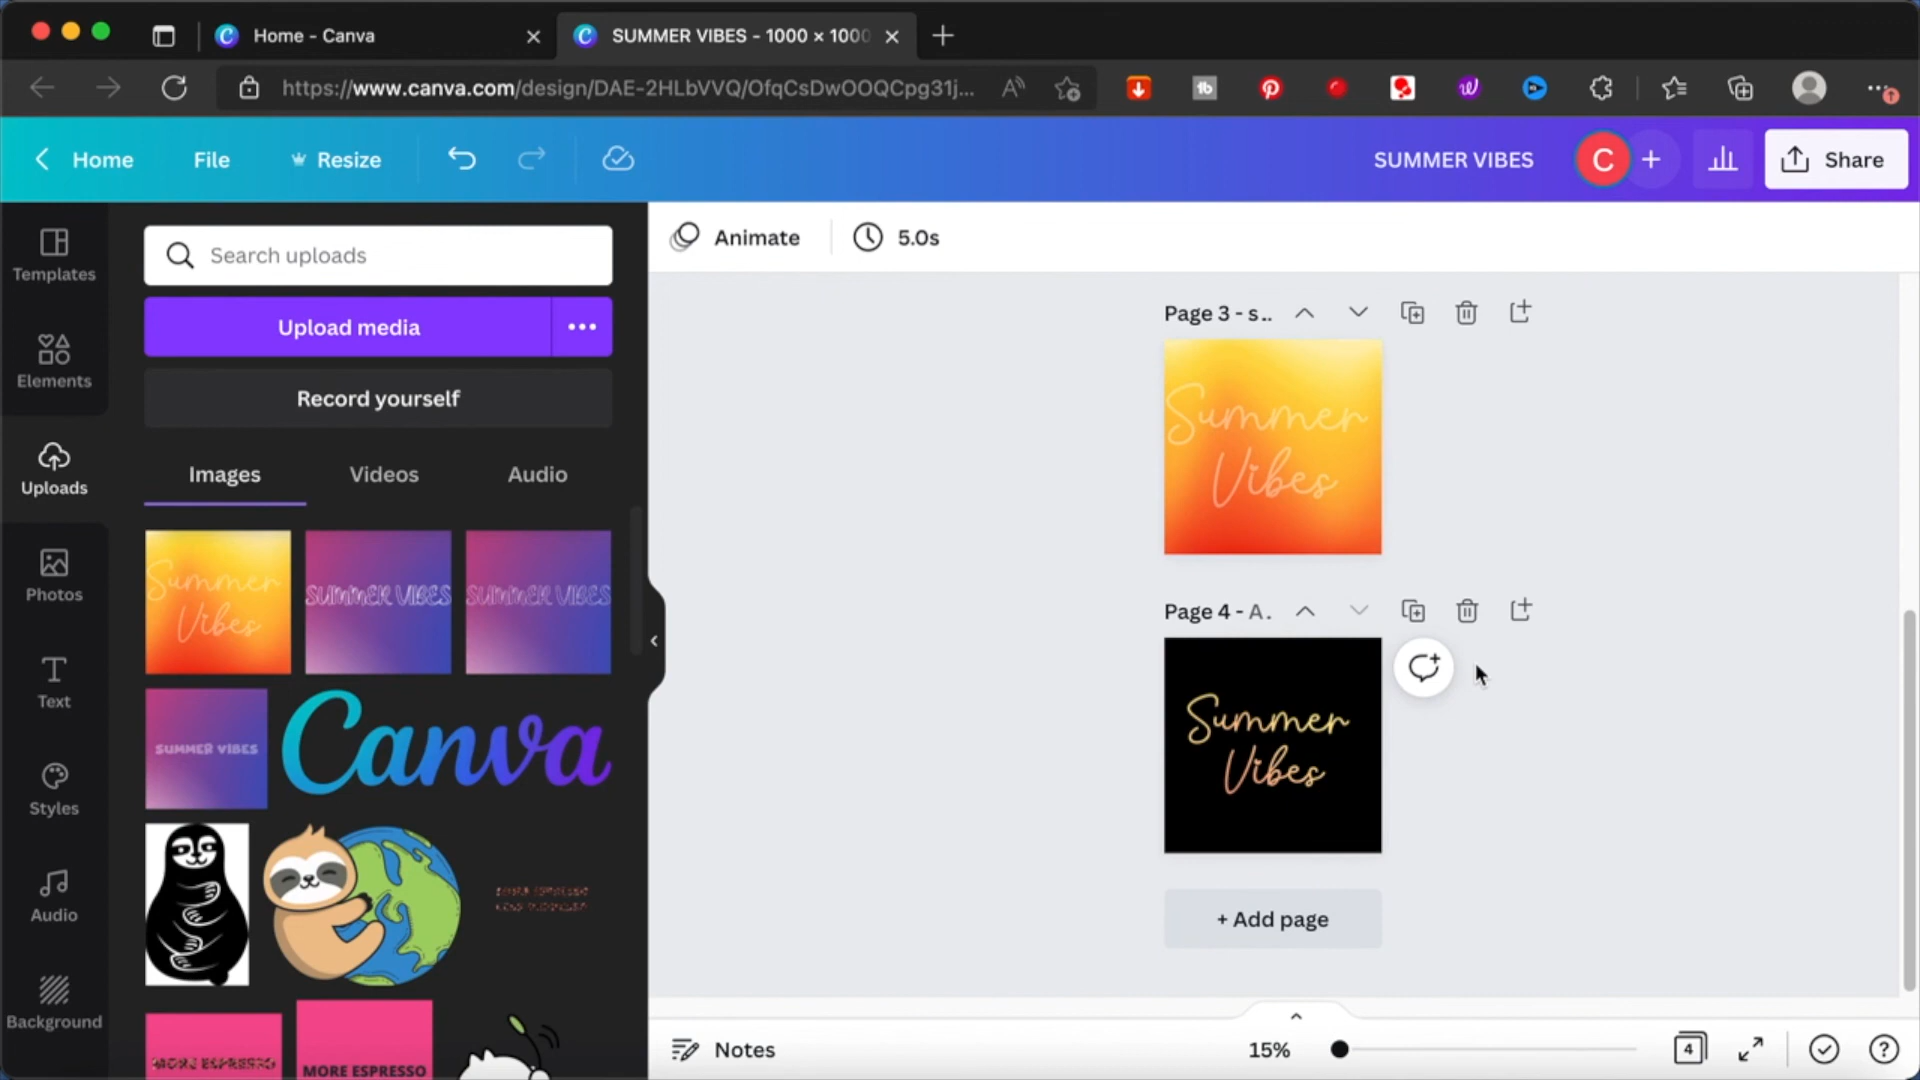 Home - Canva
SUMMER VIBES - 1000 × 1000
https://www.canva.com/design/DAE-2HLbVVQ/OfqCsDwOOQCpg31j...
Home
File
Resize
SUMMER VIBES
C
Share
Templates
Elements
Uploads
Photos
Text
Styles
Audio
Background
Search uploads
Upload media
Record yourself
Images
Videos
Audio
Summer
Vibes
SUMMER VIBES
SUMMER VIBES
SUMMER VIBES
Canva
MORE ESPRESSO
MORE ESPRESSO
Animate
5.0s
Page 3 - s..
Summer
Vibes
Page 4 - A.
Summer
Vibes
+ Add page
Notes
15%
4